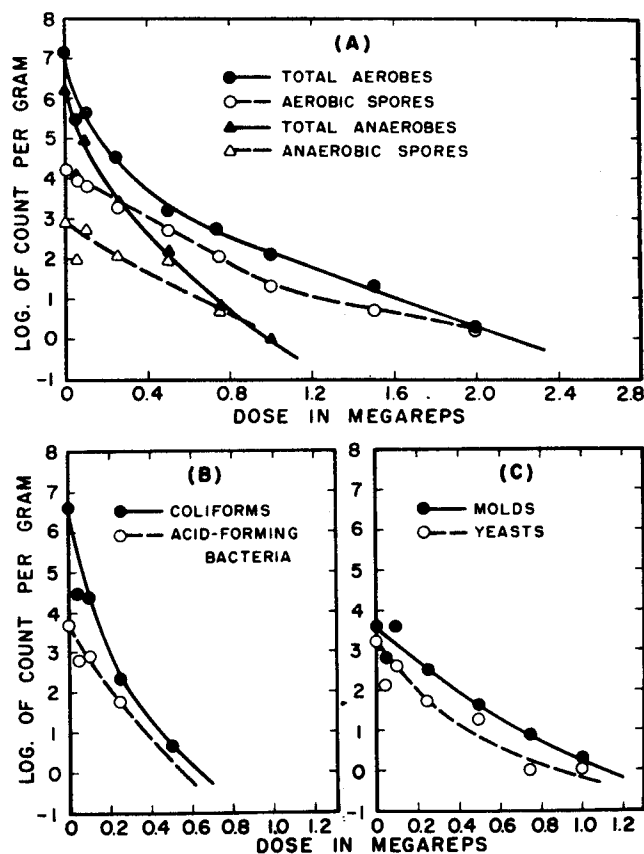 (A)
TOTAL AEROBES
AEROBIC SPORES
TOTAL ANAEROBES
ANAEROBIC SPORES
LOG. OF COUNT PER GRAM
8
7
6
5
4
3
2
1
0
-1
0 0.4 0.8 1.2 1.6 2.0 2.4 2.8
DOSE IN MEGAREPS
(B)
COLIFORMS
ACID-FORMING
BACTERIA
LOG. OF COUNT PER GRAM
8
7
6
5
4
3
2
1
0
-1
0 0.2 0.4 0.6 0.8 1.0 1.2
(C)
MOLDS
YEASTS
8
7
6
5
4
3
2
1
0
-1
0 0.2 0.4 0.6 0.8 1.0 1.2
DOSE IN MEGAREPS